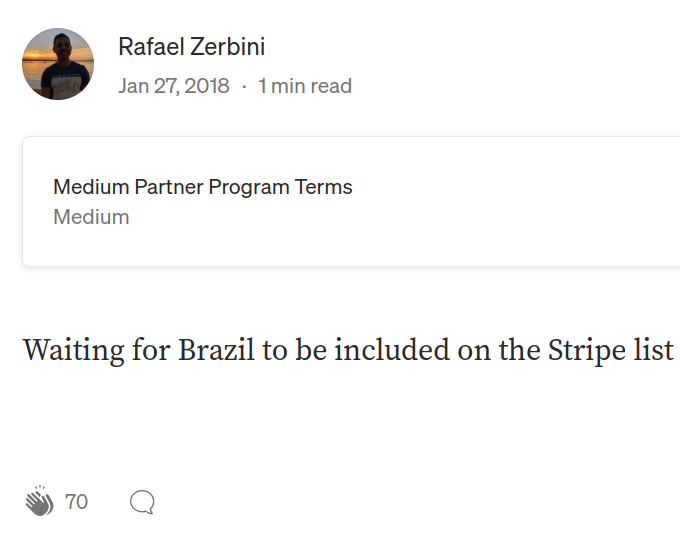 Rafael Zerbini
Jan 27, 2018 · 1 min read
Medium Partner Program Terms
Medium
Waiting for Brazil to be included on the Stripe list
70